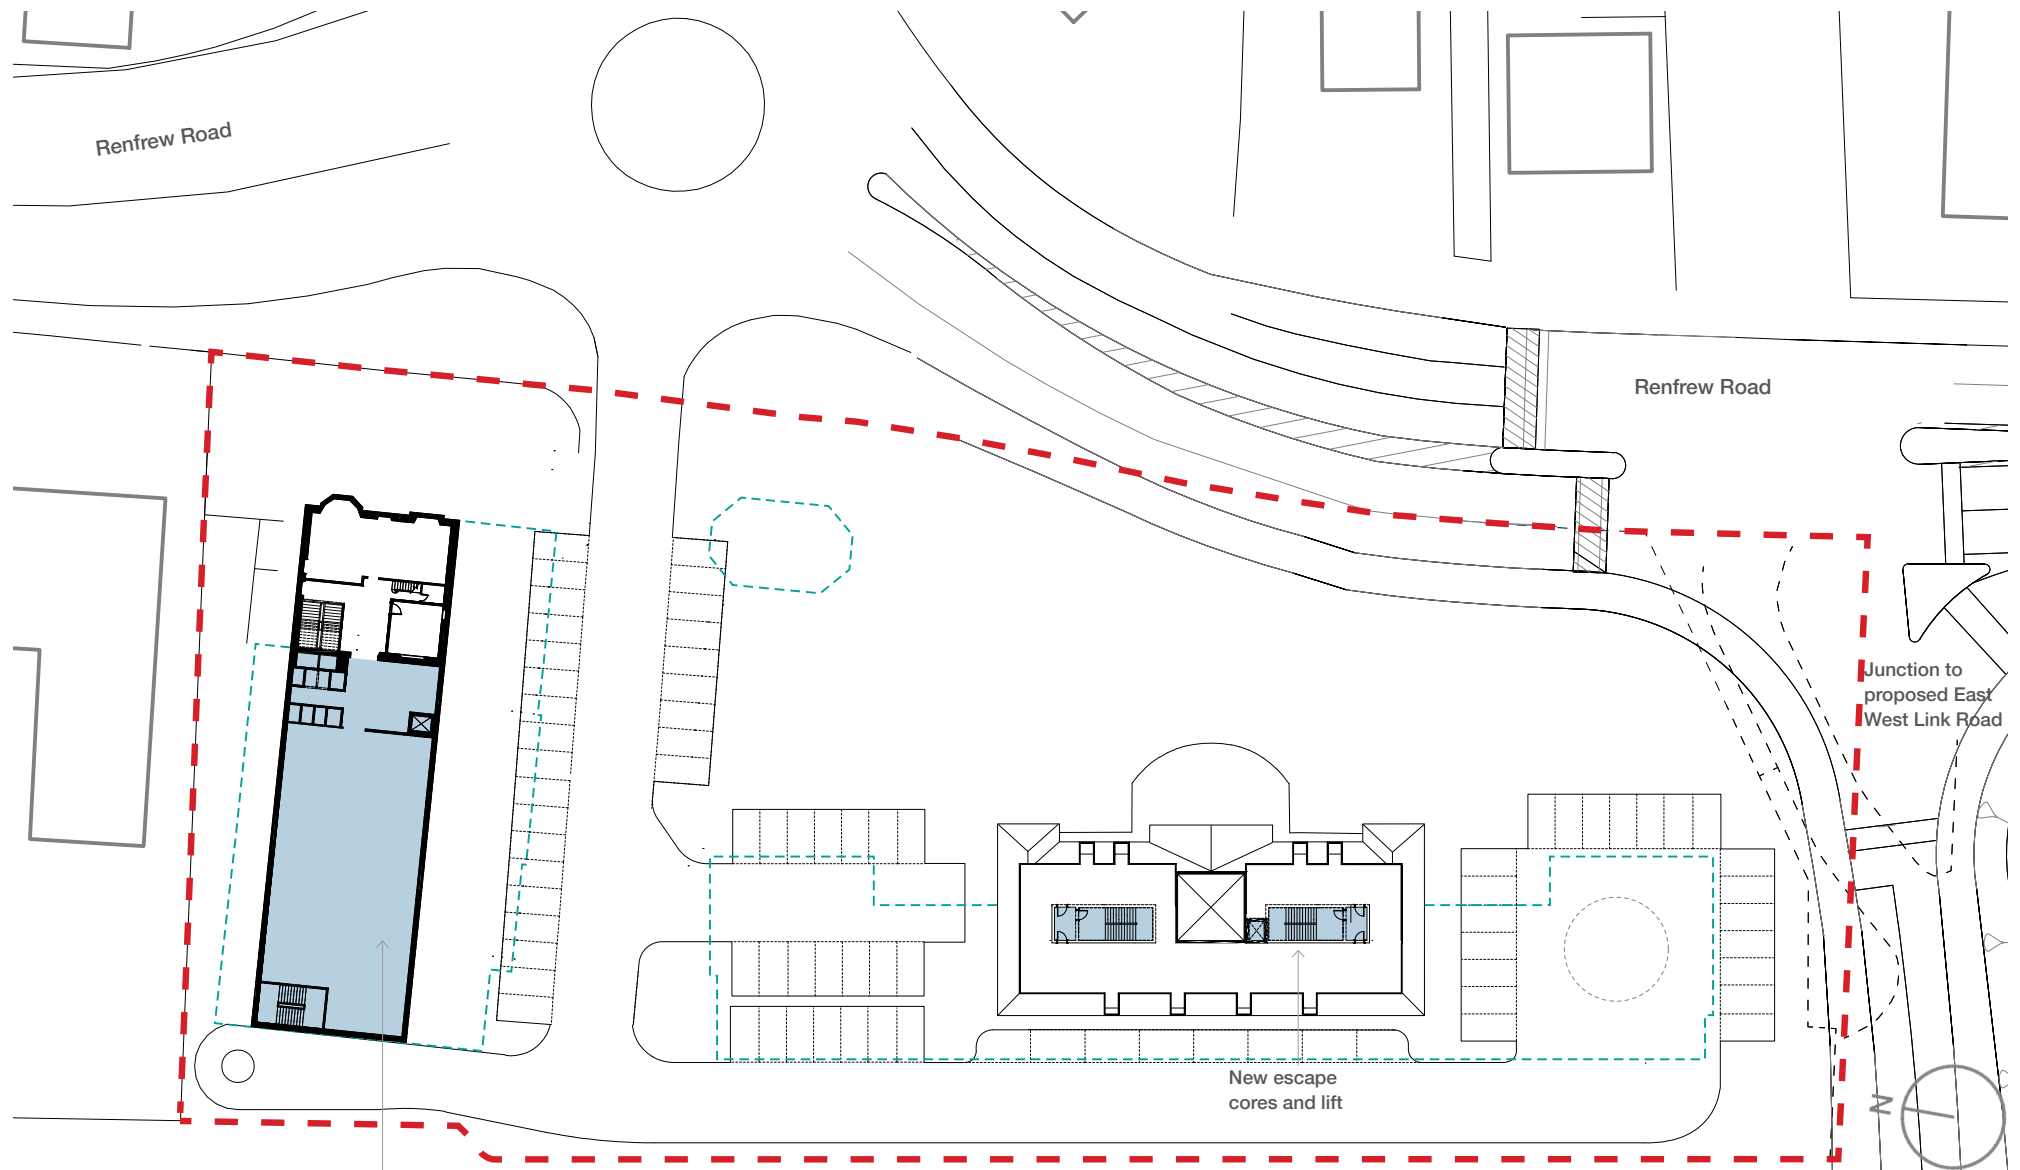 Renfrew Road
Renfrew Road
Junction to
proposed East
West Link Road
New escape
cores and lift
N